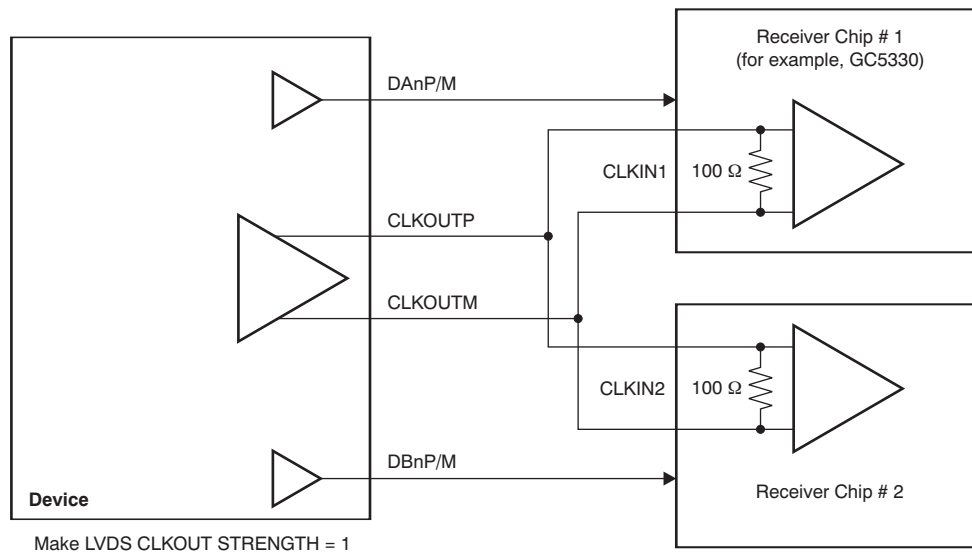 Receiver Chip # 1
(for example, GC5330)
DAnP/M
CLKIN1
100 Ω
CLKOUTP
CLKOUTM
CLKIN2
100 Ω
DBnP/M
Device
Receiver Chip # 2
Make LVDS CLKOUT STRENGTH = 1